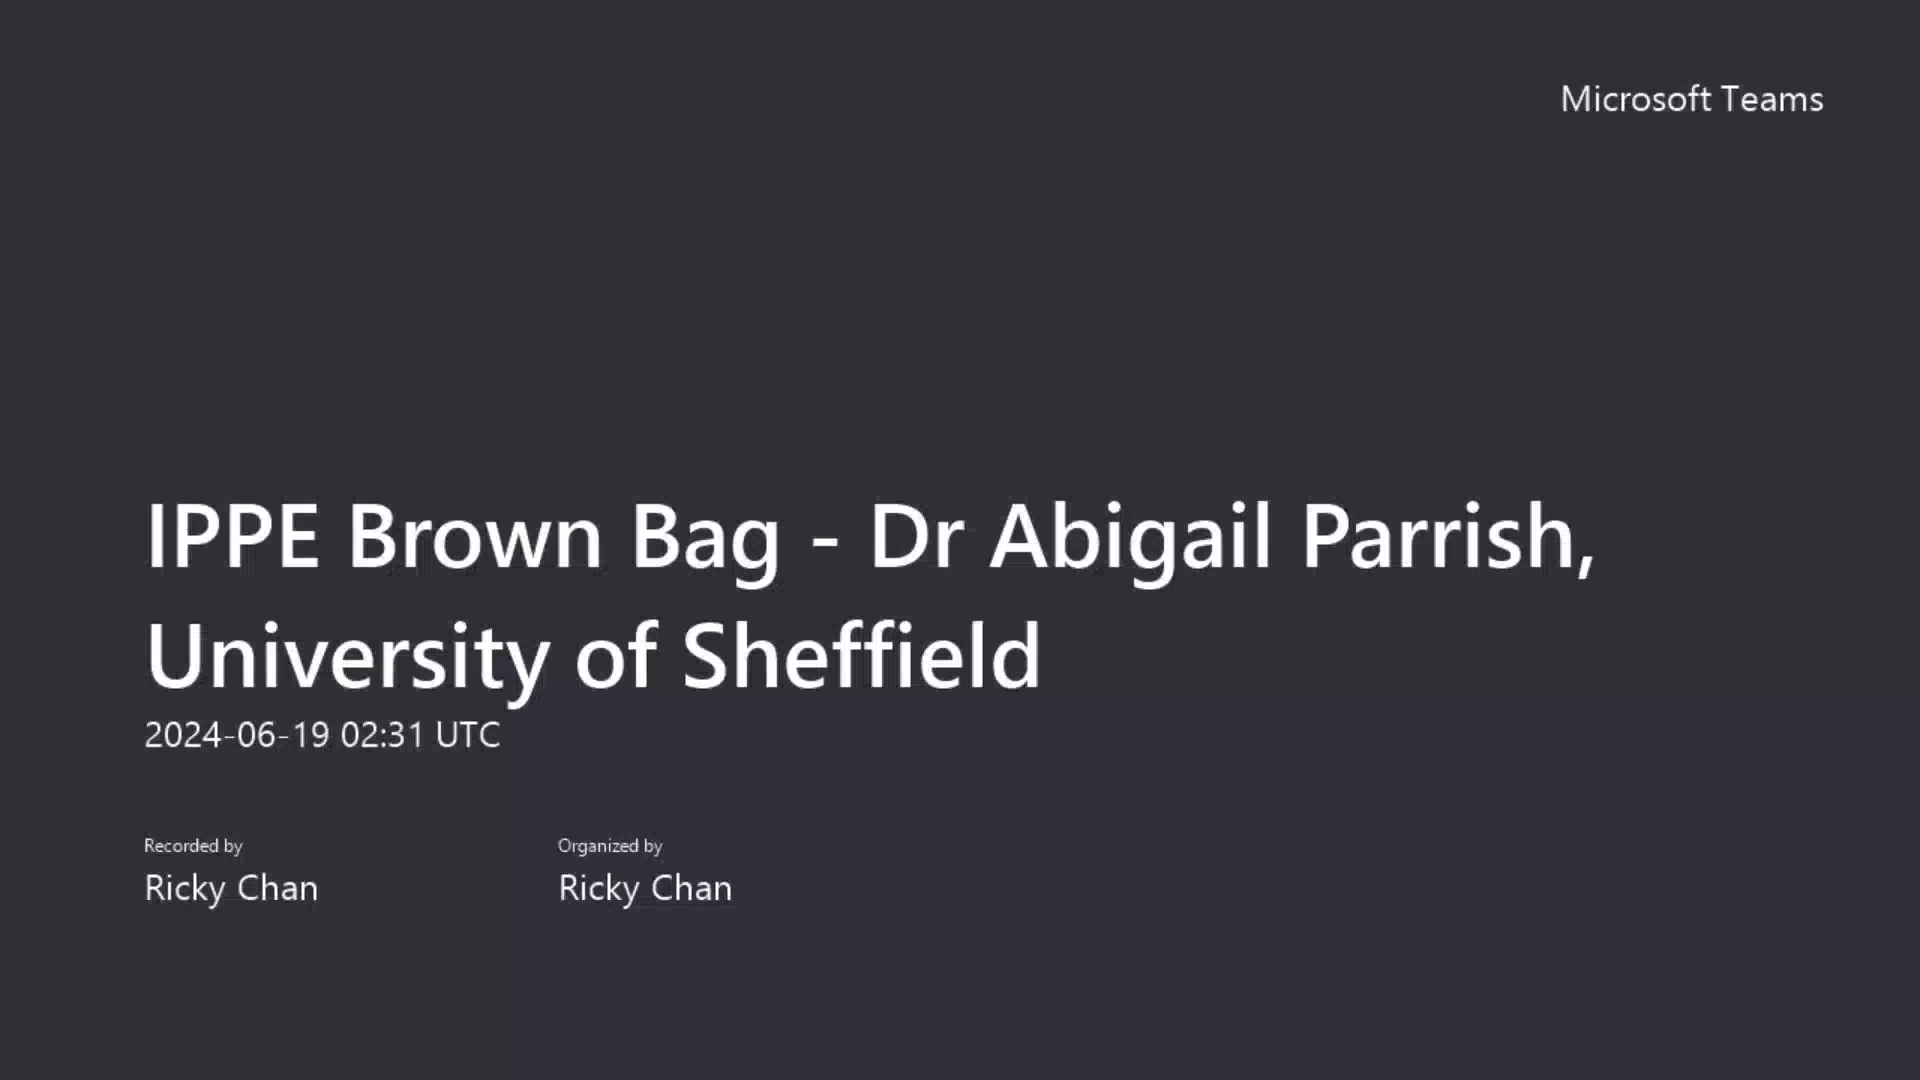 Microsoft Teams
IPPE Brown Bag - Dr Abigail Parrish,
University of Sheffield
2024-06-19 02:31 UTC
Recorded by
Organized by
Ricky Chan
Ricky Chan